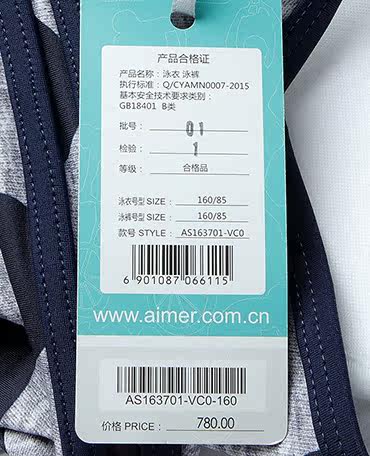 产品合格证
产品名称: 泳衣 泳裤
执行标准: Q/CYAMN0007-2015
基本安全技术要求类别:
GB18401 B类
批号: 01
检验: 1
等级: 合格品
泳衣号型 SIZE: 160/85
泳裤号型 SIZE: 160/85
款号 STYLE: AS163701-VC0
6 901087 066115
www.aimer.com.cn
AS163701-VC0-160
价格 PRICE: 780.00